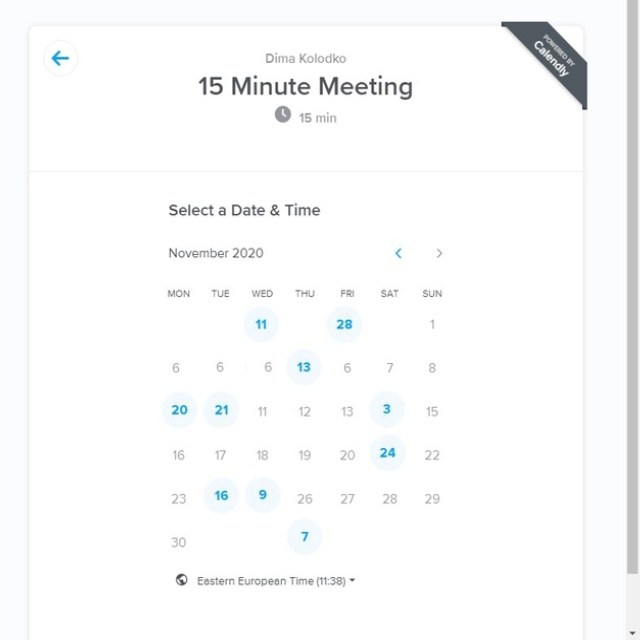 POWERED BY
Calendly
Dima Kolodko
15 Minute Meeting
15 min
Select a Date & Time
November 2020
MON TUE WED THU FRI SAT SUN
11 28 1
6 6 6 13 6 7 8
20 21 11 12 13 3 15
16 17 18 19 20 24 22
23 16 9 26 27 28 29
30 7
Eastern European Time (11:38)